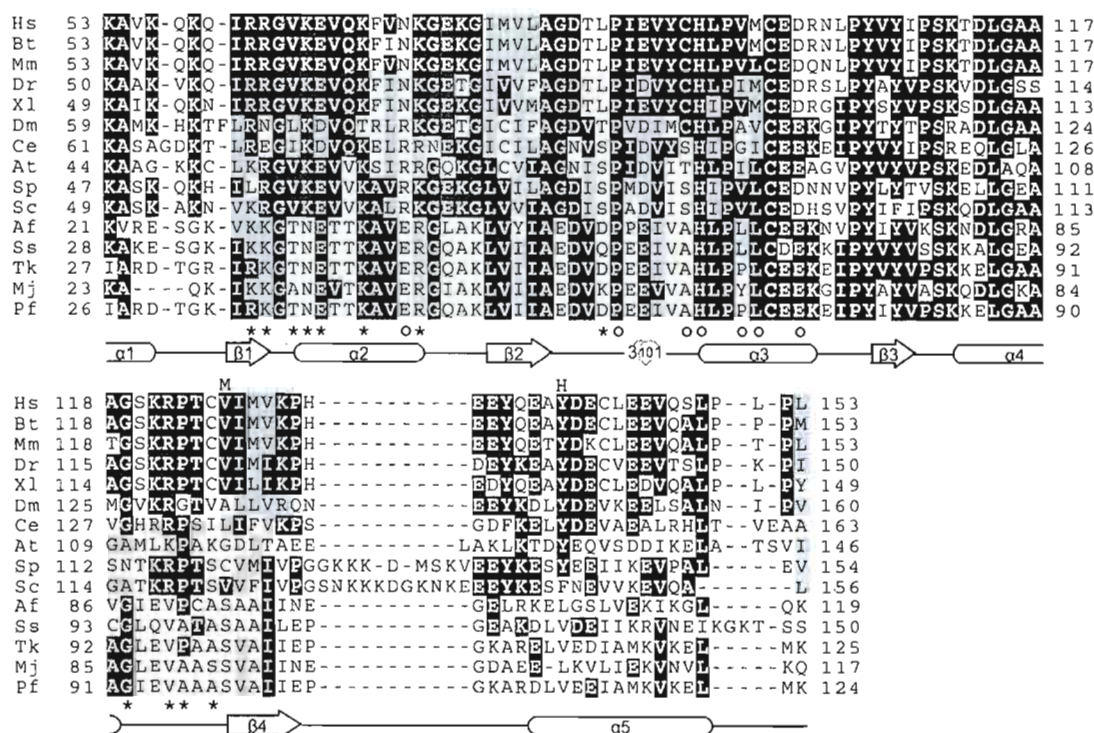 Hs 53 KAVK-QKQ-IRRGVKEVQKFVNKGEKGIMVLAGDTLPIEVYCHLPVMCEDRNLPYVYIPSKTDLGAA 117
Bt 53 KAVK-QKQ-IRRGVKEVQKFINKGEKGIMVLAGDTLPIEVYCHLPVMCEDRNLPYVYIPSKTDLGAA 117
Mm 53 KAVK-QKQ-IRRGVKEVQKFVNKGEKGIMVLAGDTLPIEVYCHLPVLCEDQNLPYVYIPSKTDLGAA 117
Dr 50 KAAK-VKQ-IRRGVKEVQKFINKGETGIVVFAGDTLPIDVYCHLPIMCEDRSLPYAYVPSKVDLGSS 114
Xl 49 KAIK-QKN-IRRGVKEVQKFINKGEKGIVVMAGDTLPIEVYCHIPVMCEDRGIPYSYVPSKVDLGAA 113
Dm 59 KAMK-HKTFLRNGLKDVQTRLRKGETGICIFAGDVTPVDIMCHLPAVCEEKGIPYTYTPSRADLGAA 124
Ce 61 KASAGDKT-LREGIKDVQKELRRNEKGICILAGNVSPIDVYSHIPGICEEKEIPYVYIPSREQLGLA 126
At 44 KAAG-KKC-LKRGVKEVVKSIRRGQKGLCVIAGNISPIDVITHLPILCEEAGVPYVYVPSKEDLAQA 108
Sp 47 KASK-QKH-ILRGVKEVVKAVRKGEKGLVILAGDISPMDVISHIPVLCEDNNVPYLYTVSKELLGEA 111
Sc 49 KASK-AKN-VKRGVKEVVKALRKGEKGLVVIAGDISPADVISHIPVLCEDHSVPYIFIPSKQDLGAA 113
Af 21 KVRE-SGK-VKKGTNETTKAVERGLAKLVYIAEDVQPPEIVAHLPLLCEEKNVPYIYVKSKNDLGRA 85
Ss 28 KAKE-SGK-IKKGTNETTKAVERSQAKLVIIAEDVQPEEIVAHLPLLCDEKKIPYVYVSSKKALGEA 92
Tk 27 IARD-TGR-IRKGTNETTKAVERGQAKLVIIAEDVDPEEIVAHLPPLCEEKEIPYVYVPSKKELGAA 91
Mj 23 KA----QK-IKKGANEVTKAVERGIAKLVIIAEDVKPEEVVAHLPYLCEEKGIPYAYVASKQDLGKA 84
Pf 26 IARD-TGK-IRKGTNETTKAVERGQAKLVIIAEDVDPEEIVAHLPPLCEEKEIPYIYVPSKKELGAA 90
** *** * o* *o oo oo o
α1 β1 α2 β2 α3 β3 α4
M H
Hs 118 AGSKRPTCVIMVKPH-----------EEYQEAYDECLEEVQSLP--L-PL 153
Bt 118 AGSKRPTCVIMVKPH-----------EEYQEAYDECLEEVQALP--L-PM 153
Mm 118 TGSKRPTCVIMVKPH-----------EEYQETYDKCLEEVQALP--T-PL 153
Dr 115 AGSKRPTCVIMIKPH-----------DEYKEAYDECVEEVTSLP--K-PI 150
Xl 114 AGSKRPTCVILIKPH-----------EDYQEAYDECLEDVQALP--L-PY 149
Dm 125 MGVKRGTVALLVRQN-----------EEYKDLYDEVKEELSALN--I-PV 160
Ce 127 VGHRRPSILIFVKPS-----------GDFKELYDEVAEALRHLT--VEAA 163
At 109 GAMLKPAKGDLTAEE----------LAKLKTDYEQVSDDIKELA--TSVI 146
Sp 112 SNTKRPTSCVMIVPGGKKK-D-MSKVEEYKESYEEIIKEVPAL-----EV 154
Sc 114 GATKRPTSVVFIVPGSNKKKDGKNKEEEYKESFNEVVKEVQA-------L 156
Af 86 VGIEVPCASAAIINE-----------GELRKELGSLVEKIKGL-----QK 119
Ss 93 CGLQVATASAAILEP-----------GEAKDLVDEIIKRVNEIKGKT-SS 150
Tk 92 AGLEVPAASVAIIEP-----------GKARELVEDIAMKVKEL-----MK 125
Mj 85 AGLEVAASSVAIINE-----------GDAEE-LKVLIEKVNVL-----KQ 117
Pf 91 AGIEVAAASVAIIEP-----------GKARDLVEEIAMKVKEL-----MK 124
* ** *
β4 α5